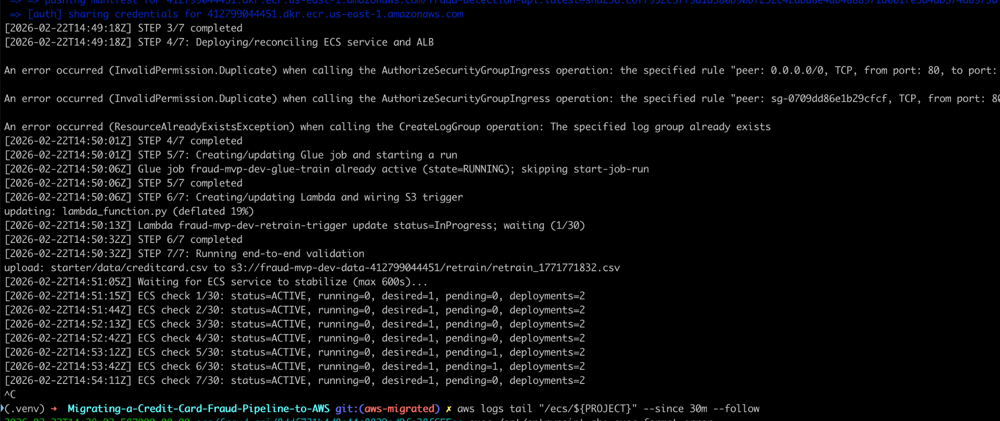 => => pushing manifest for 412799044451.dkr.ecr.us-east-1.amazonaws.com/fraud-detection-api:latest@sha256:
=> [auth] sharing credentials for 412799044451.dkr.ecr.us-east-1.amazonaws.com
[2026-02-22T14:49:18Z] STEP 3/7 completed
[2026-02-22T14:49:18Z] STEP 4/7: Deploying/reconciling ECS service and ALB
An error occurred (InvalidPermission.Duplicate) when calling the AuthorizeSecurityGroupIngress operation: the specified rule "peer: 0.0.0.0/0, TCP, from port: 80, to port:
An error occurred (InvalidPermission.Duplicate) when calling the AuthorizeSecurityGroupIngress operation: the specified rule "peer: sg-0709dd86e1b29cfcf, TCP, from port: 80
An error occurred (ResourceAlreadyExistsException) when calling the CreateLogGroup operation: The specified log group already exists
[2026-02-22T14:50:01Z] STEP 4/7 completed
[2026-02-22T14:50:01Z] STEP 5/7: Creating/updating Glue job and starting a run
[2026-02-22T14:50:06Z] Glue job fraud-mvp-dev-glue-train already active (state=RUNNING); skipping start-job-run
[2026-02-22T14:50:06Z] STEP 5/7 completed
[2026-02-22T14:50:06Z] STEP 6/7: Creating/updating Lambda and wiring S3 trigger
updating: lambda_function.py (deflated 19%)
[2026-02-22T14:50:13Z] Lambda fraud-mvp-dev-retrain-trigger update status=InProgress; waiting (1/30)
[2026-02-22T14:50:32Z] STEP 6/7 completed
[2026-02-22T14:50:32Z] STEP 7/7: Running end-to-end validation
upload: starter/data/creditcard.csv to s3://fraud-mvp-dev-data-412799044451/retrain/retrain_1771771832.csv
[2026-02-22T14:51:05Z] Waiting for ECS service to stabilize (max 600s)...
[2026-02-22T14:51:15Z] ECS check 1/30: status=ACTIVE, running=0, desired=1, pending=0, deployments=2
[2026-02-22T14:51:44Z] ECS check 2/30: status=ACTIVE, running=0, desired=1, pending=0, deployments=2
[2026-02-22T14:52:13Z] ECS check 3/30: status=ACTIVE, running=0, desired=1, pending=0, deployments=2
[2026-02-22T14:52:42Z] ECS check 4/30: status=ACTIVE, running=0, desired=1, pending=0, deployments=2
[2026-02-22T14:53:12Z] ECS check 5/30: status=ACTIVE, running=0, desired=1, pending=1, deployments=2
[2026-02-22T14:53:42Z] ECS check 6/30: status=ACTIVE, running=0, desired=1, pending=1, deployments=2
[2026-02-22T14:54:11Z] ECS check 7/30: status=ACTIVE, running=0, desired=1, pending=0, deployments=2
^C
(.venv) ➜ Migrating-a-Credit-Card-Fraud-Pipeline-to-AWS git:(aws-migrated) ✗ aws logs tail "/ecs/${PROJECT}" --since 30m --follow